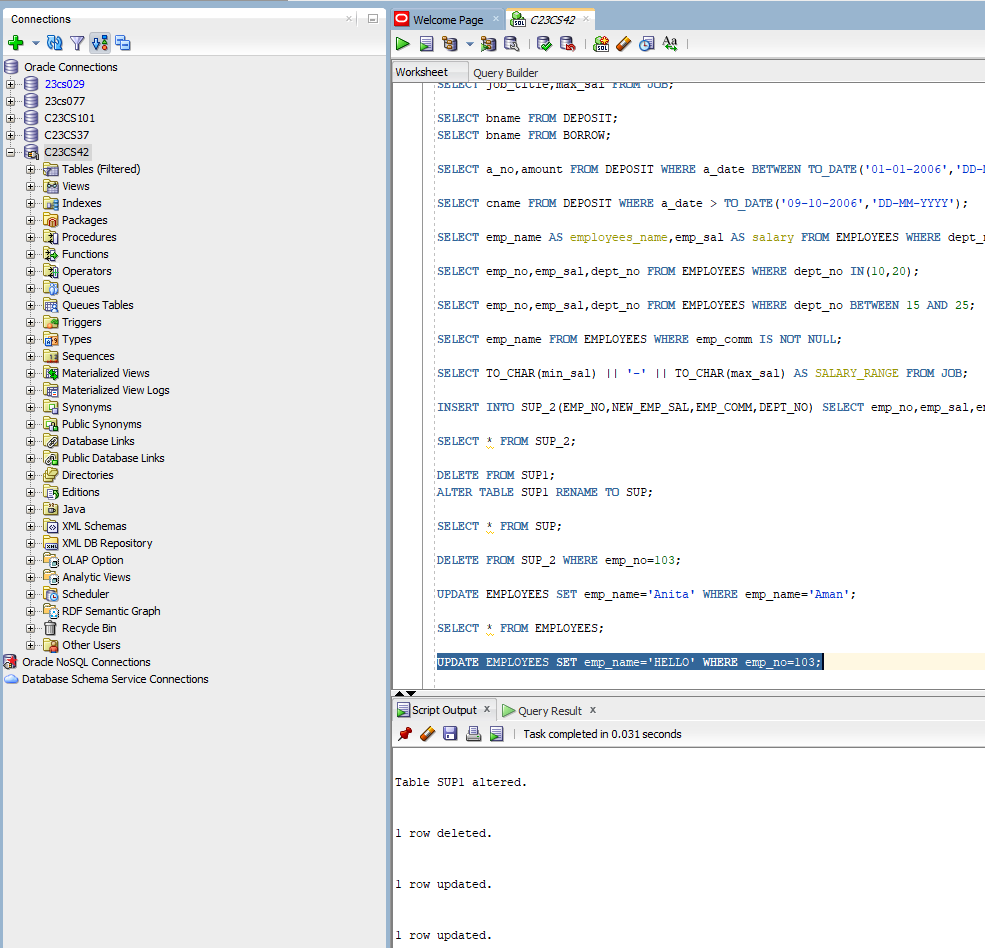 Connections
Oracle Connections
23cs029
23cs077
C23CS101
C23CS37
C23CS42
Tables (Filtered)
Views
Indexes
Packages
Procedures
Functions
Operators
Queues
Queues Tables
Triggers
Types
Sequences
Materialized Views
Materialized View Logs
Synonyms
Public Synonyms
Database Links
Public Database Links
Directories
Editions
Java
XML Schemas
XML DB Repository
OLAP Option
Analytic Views
Scheduler
RDF Semantic Graph
Recycle Bin
Other Users
Oracle NoSQL Connections
Database Schema Service Connections
Welcome Page C23CS42
Worksheet Query Builder
SELECT job_title,max_sal FROM JOB;
SELECT bname FROM DEPOSIT;
SELECT bname FROM BORROW;
SELECT a_no,amount FROM DEPOSIT WHERE a_date BETWEEN TO_DATE('01-01-2006','DD-
SELECT cname FROM DEPOSIT WHERE a_date > TO_DATE('09-10-2006','DD-MM-YYYY');
SELECT emp_name AS employees_name,emp_sal AS salary FROM EMPLOYEES WHERE dept_
SELECT emp_no,emp_sal,dept_no FROM EMPLOYEES WHERE dept_no IN(10,20);
SELECT emp_no,emp_sal,dept_no FROM EMPLOYEES WHERE dept_no BETWEEN 15 AND 25;
SELECT emp_name FROM EMPLOYEES WHERE emp_comm IS NOT NULL;
SELECT TO_CHAR(min_sal) || '-' || TO_CHAR(max_sal) AS SALARY_RANGE FROM JOB;
INSERT INTO SUP_2(EMP_NO,NEW_EMP_SAL,EMP_COMM,DEPT_NO) SELECT emp_no,emp_sal,e
SELECT * FROM SUP_2;
DELETE FROM SUP1;
ALTER TABLE SUP1 RENAME TO SUP;
SELECT * FROM SUP;
DELETE FROM SUP_2 WHERE emp_no=103;
UPDATE EMPLOYEES SET emp_name='Anita' WHERE emp_name='Aman';
SELECT * FROM EMPLOYEES;
UPDATE EMPLOYEES SET emp_name='HELLO' WHERE emp_no=103;
Script Output x Query Result x
Task completed in 0.031 seconds
Table SUP1 altered.
1 row deleted.
1 row updated.
1 row updated.